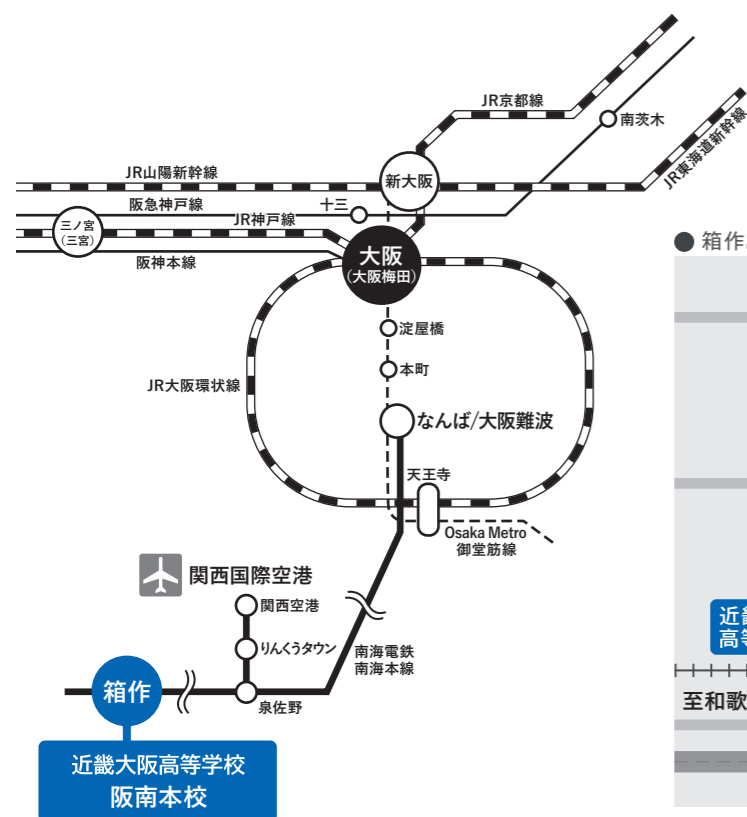 JR京都線
南茨木
JR東海道新幹線
JR山陽新幹線
新大阪
阪急神戸線
十三
三ノ宮
(三宮)
JR神戸線
阪神本線
大阪
(大阪梅田)
● 箱作
淀屋橋
本町
JR大阪環状線
なんば/大阪難波
天王寺
Osaka Metro
御堂筋線
関西国際空港
関西空港
りんくうタウン
南海電鉄
南海本線
泉佐野
箱作
近畿大阪高等学校
阪南本校
近畿
高等
至和歌